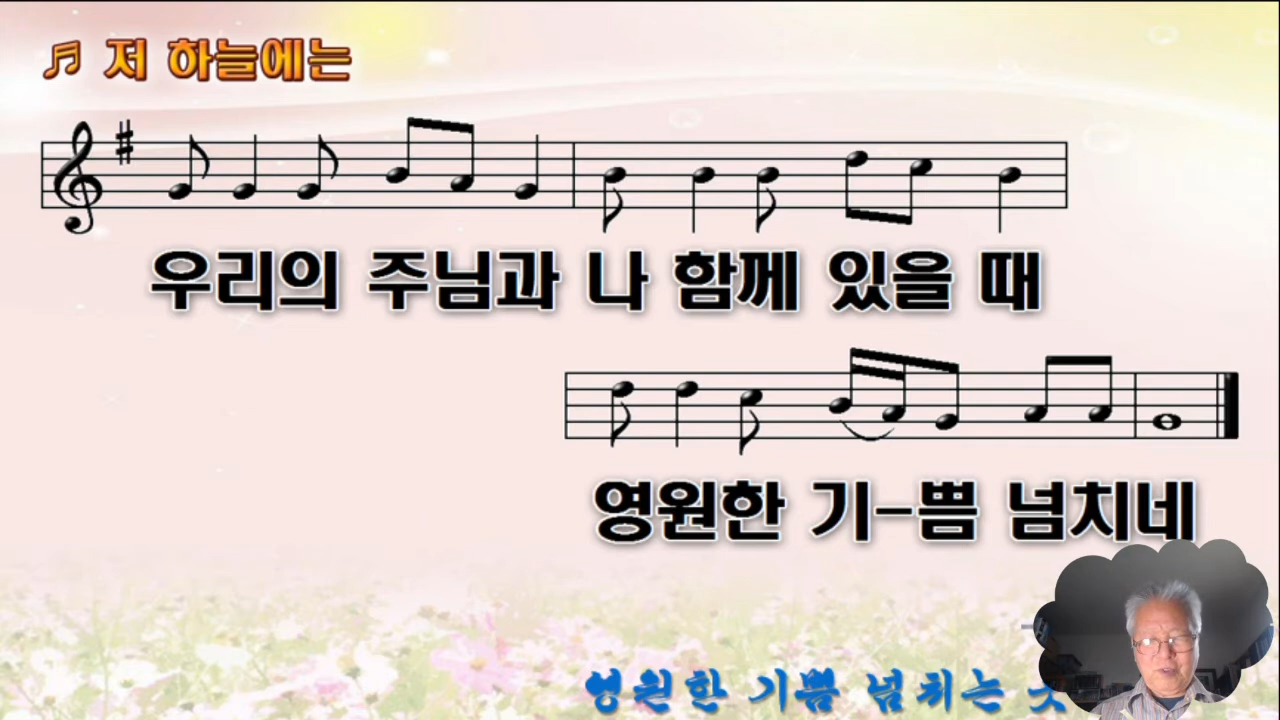 저 하늘에는
우리의 주님과 나 함께 있을 때
영원한 기-쁨 넘치네
영원한 기쁨 넘치는